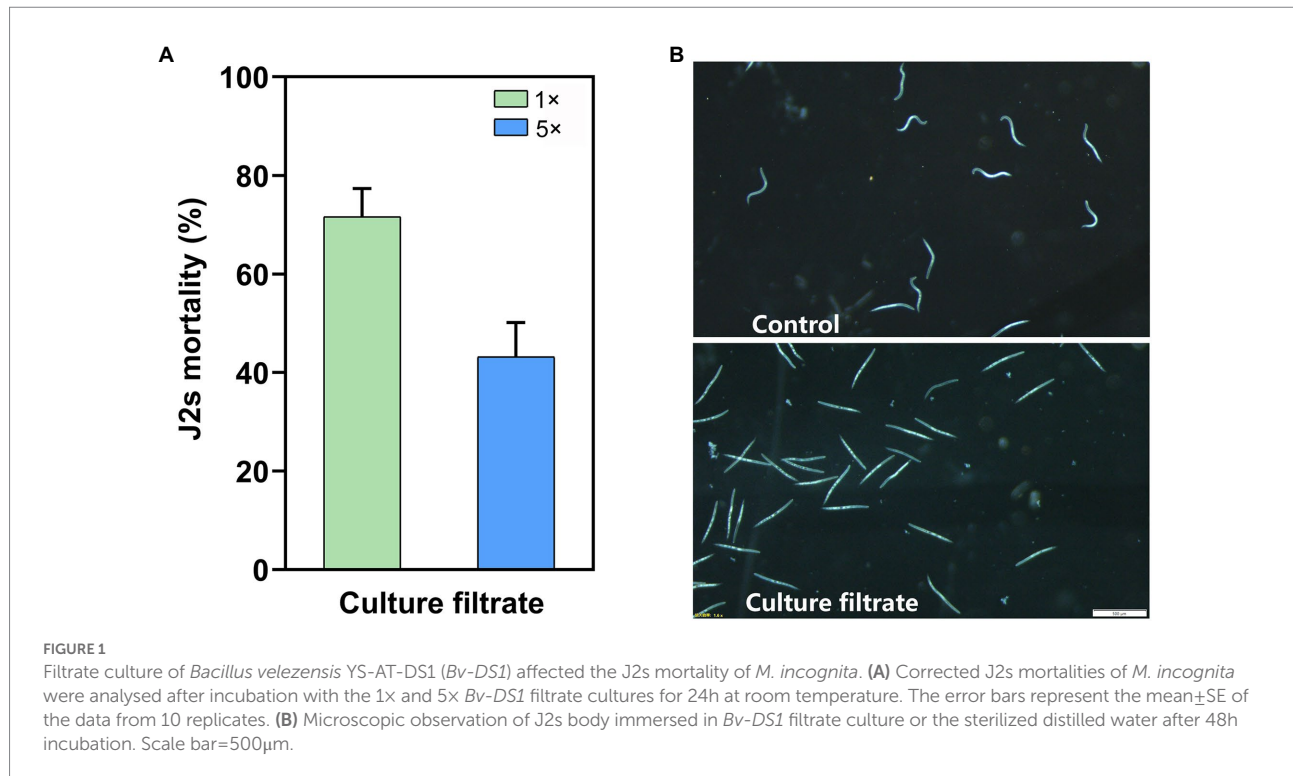 A
B
100
80
60
40
20
0
J2s mortality (%)
1×
5×
Culture filtrate
Control
Culture filtrate
FIGURE 1
Filtrate culture of Bacillus velezensis YS-AT-DS1 (Bv-DS1) affected the J2s mortality of M. incognita. (A) Corrected J2s mortalities of M. incognita
were analysed after incubation with the 1× and 5× Bv-DS1 filtrate cultures for 24h at room temperature. The error bars represent the mean±SE of
the data from 10 replicates. (B) Microscopic observation of J2s body immersed in Bv-DS1 filtrate culture or the sterilized distilled water after 48h
incubation. Scale bar=500μm.